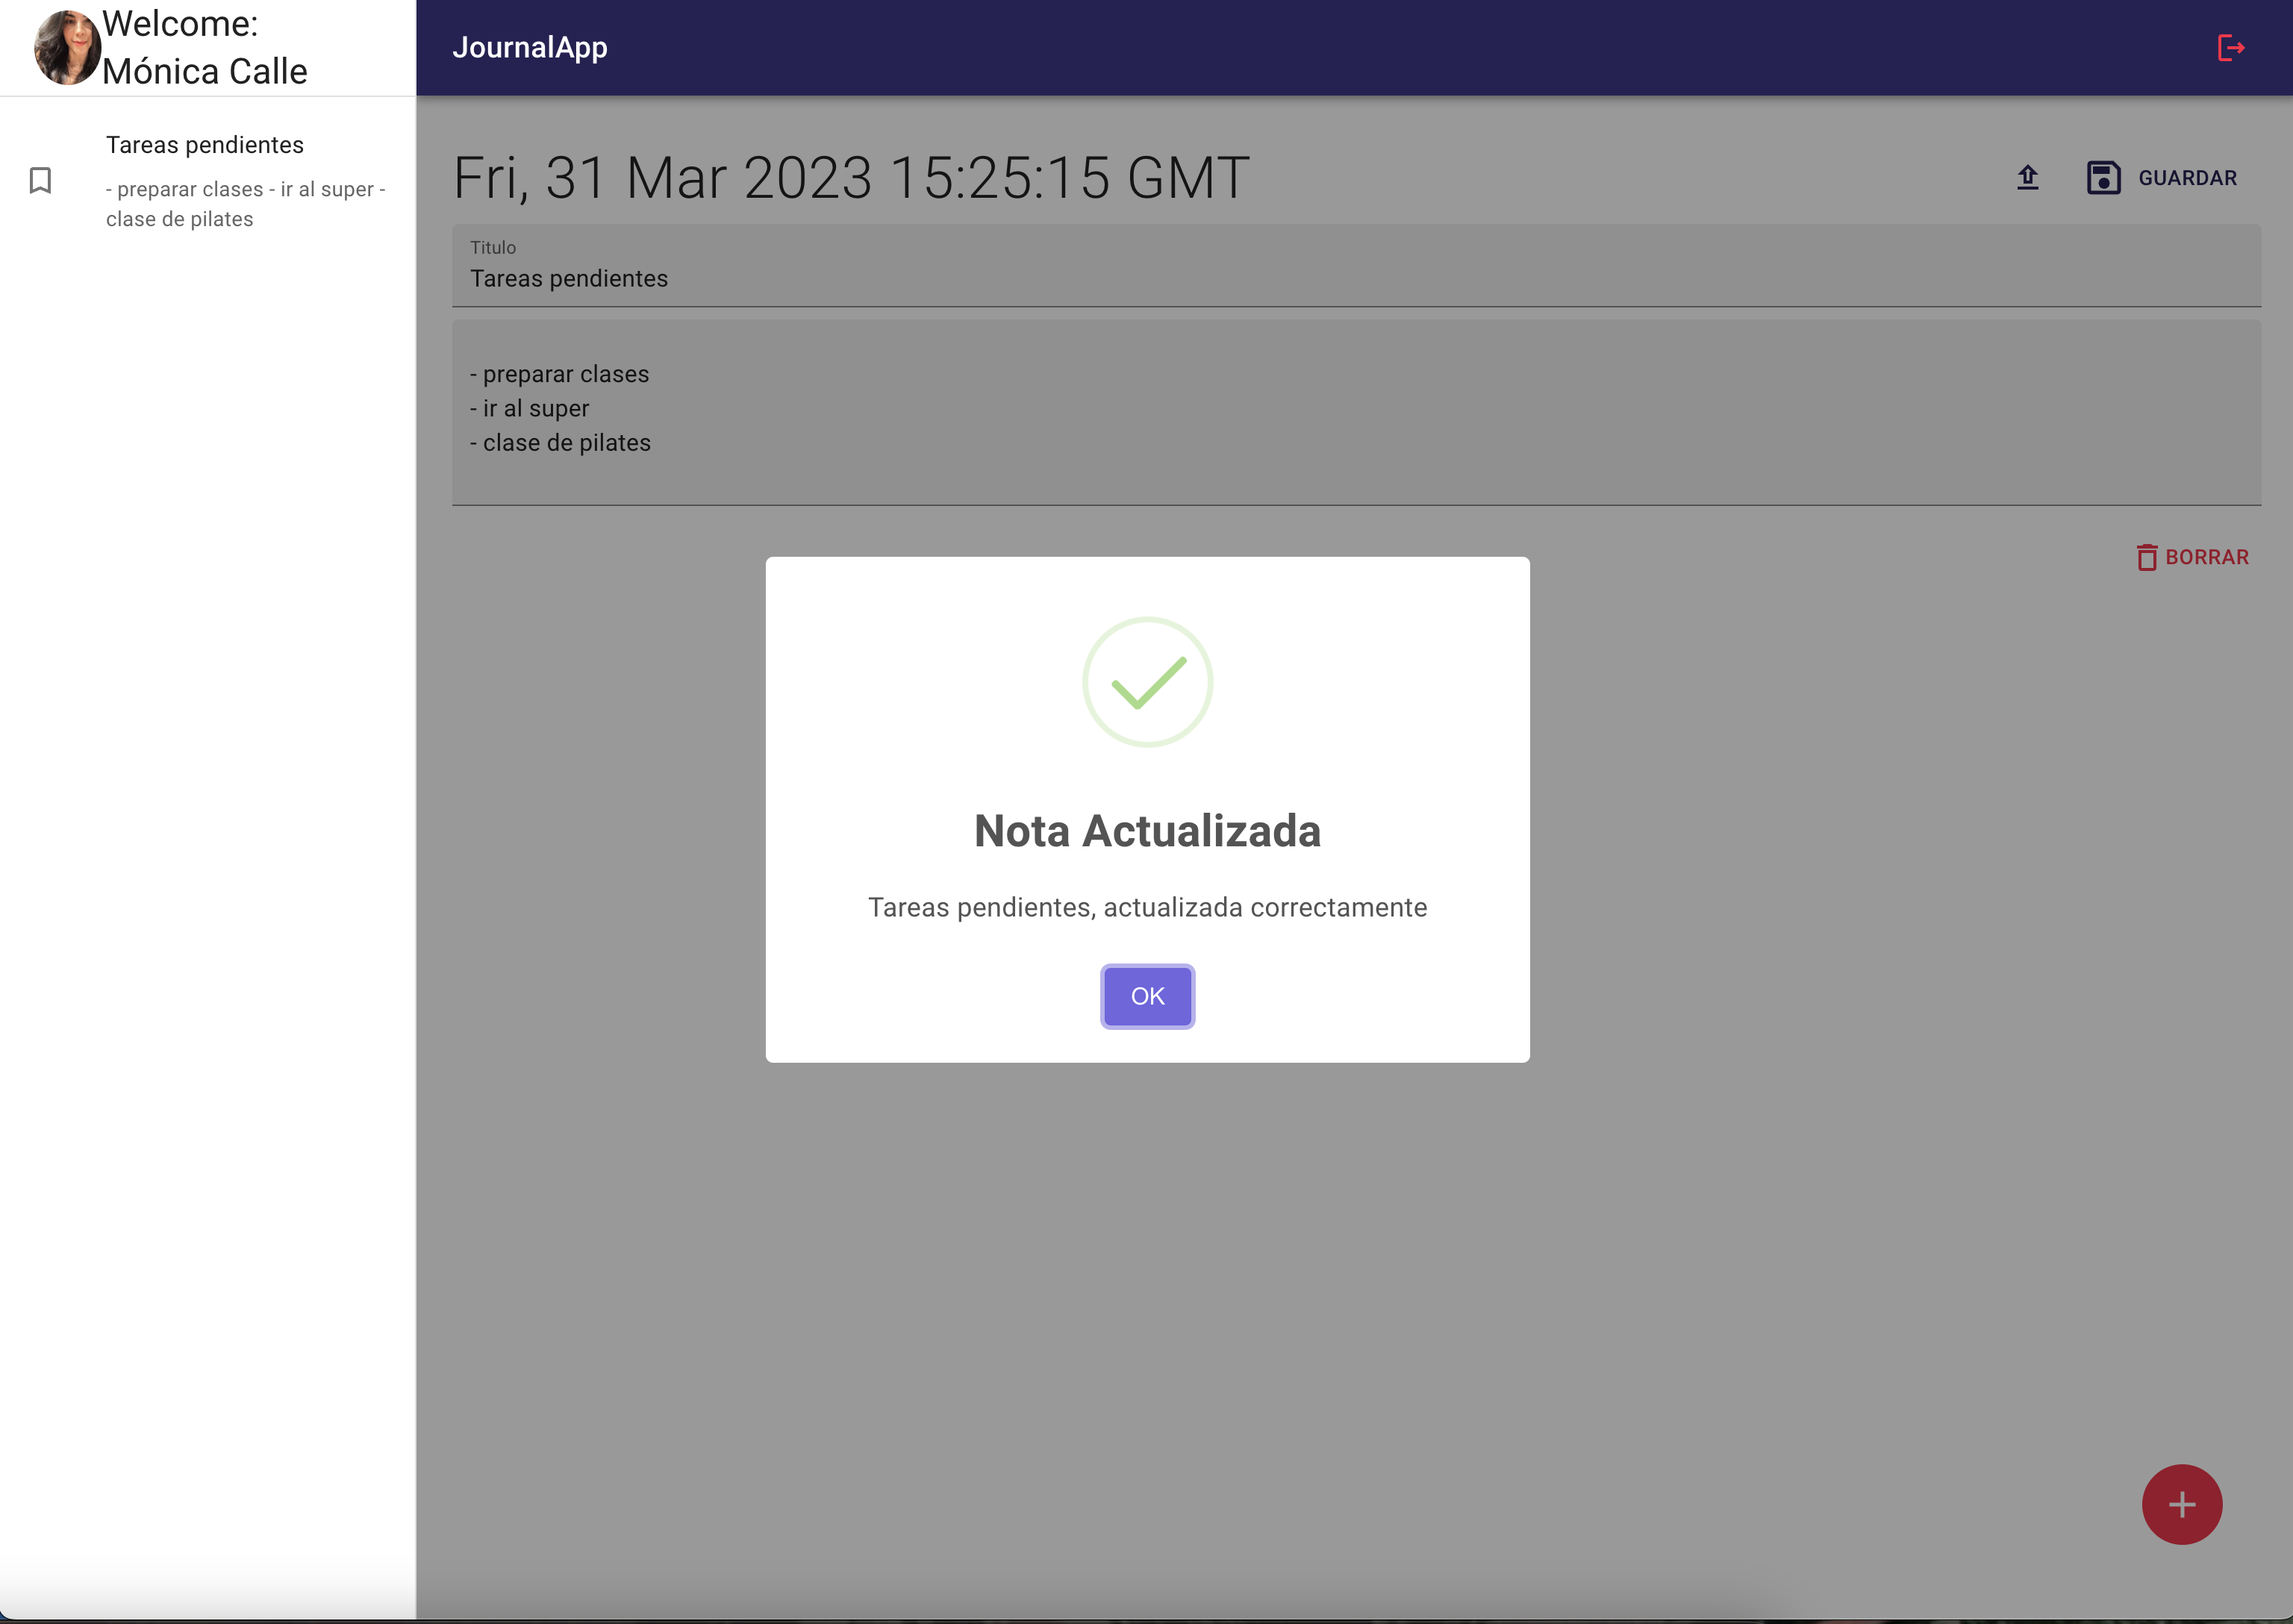 Welcome:
Mónica Calle
Tareas pendientes
- preparar clases - ir al super -
clase de pilates
JournalApp
Fri, 31 Mar 2023 15:25:15 GMT
GUARDAR
Titulo
Tareas pendientes
- preparar clases
- ir al super
- clase de pilates
BORRAR
Nota Actualizada
Tareas pendientes, actualizada correctamente
OK